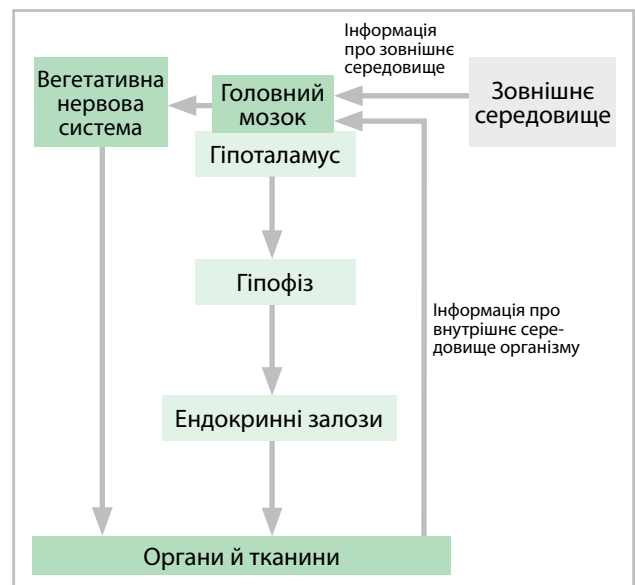 Інформація
про зовнішнє
середовище
Вегетативна
нервова
система
Головний
мозок
Зовнішнє
середовище
Гіпоталамус
Гіпофіз
Інформація про
внутрішнє сере-
довище організму
Ендокринні залози
Органи й тканини